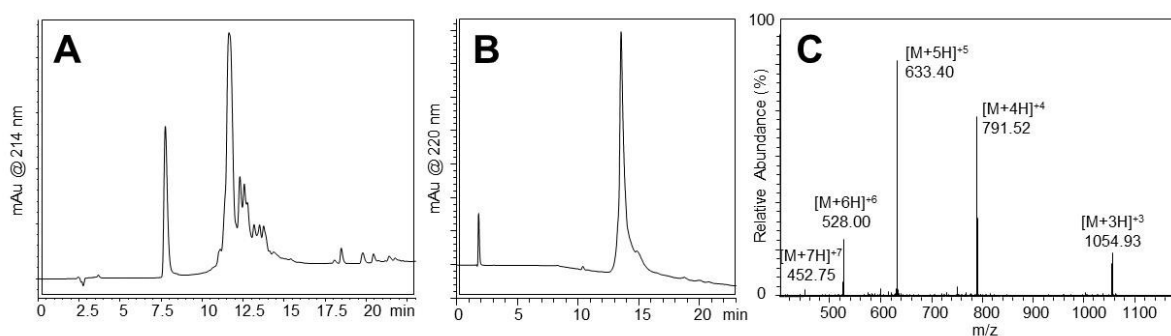 A
mAu @ 214 nm
0 2.5 5.0 7.5 10 12.5 15 17.5 20 min
B
mAu @ 220 nm
0 5 10 15 20 min
C
Relative Abundance (%)
100
0
[M+5H]+5
633.40
[M+4H]+4
791.52
[M+6H]+6
528.00
[M+3H]+3
1054.93
[M+7H]+7
452.75
500 600 700 800 900 1000 1100
m/z